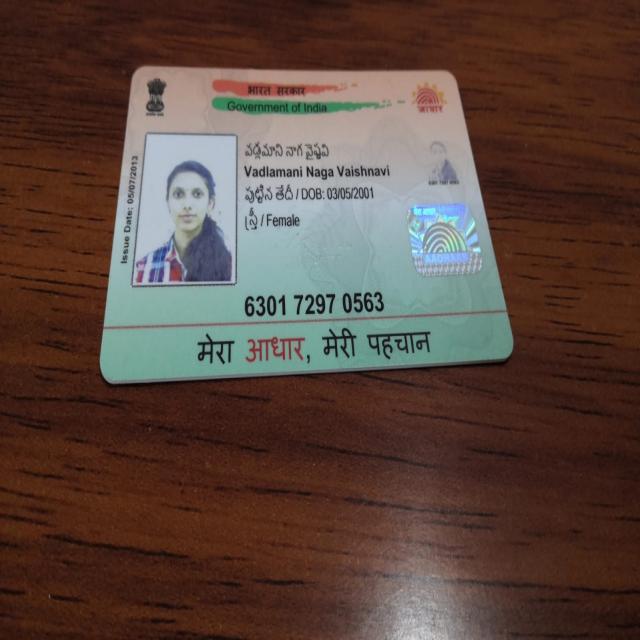 भारत सरकार
Government of India
आधार
Issue Date: 05/07/2013
వడ్లమాని నాగ వైష్ణవి
Vadlamani Naga Vaishnavi
పుట్టిన తేదీ / DOB: 03/05/2001
స్త్రీ / Female
6301 7297 0563
मेरा आधार, मेरी पहचान